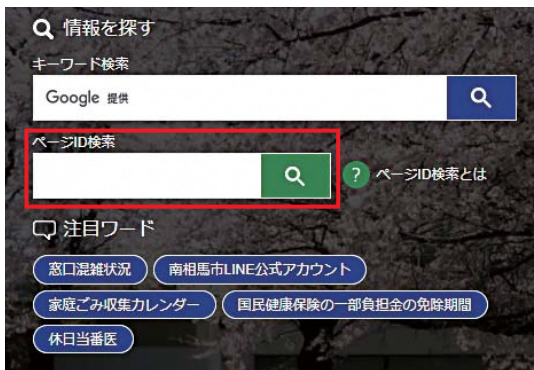 情報を探す
キーワード検索
Google 提供
ページID検索
? ページID検索とは
注目ワード
窓口混雑状況 南相馬市LINE公式アカウント
家庭ごみ収集カレンダー 国民健康保険の一部負担金の免除期間
休日当番医